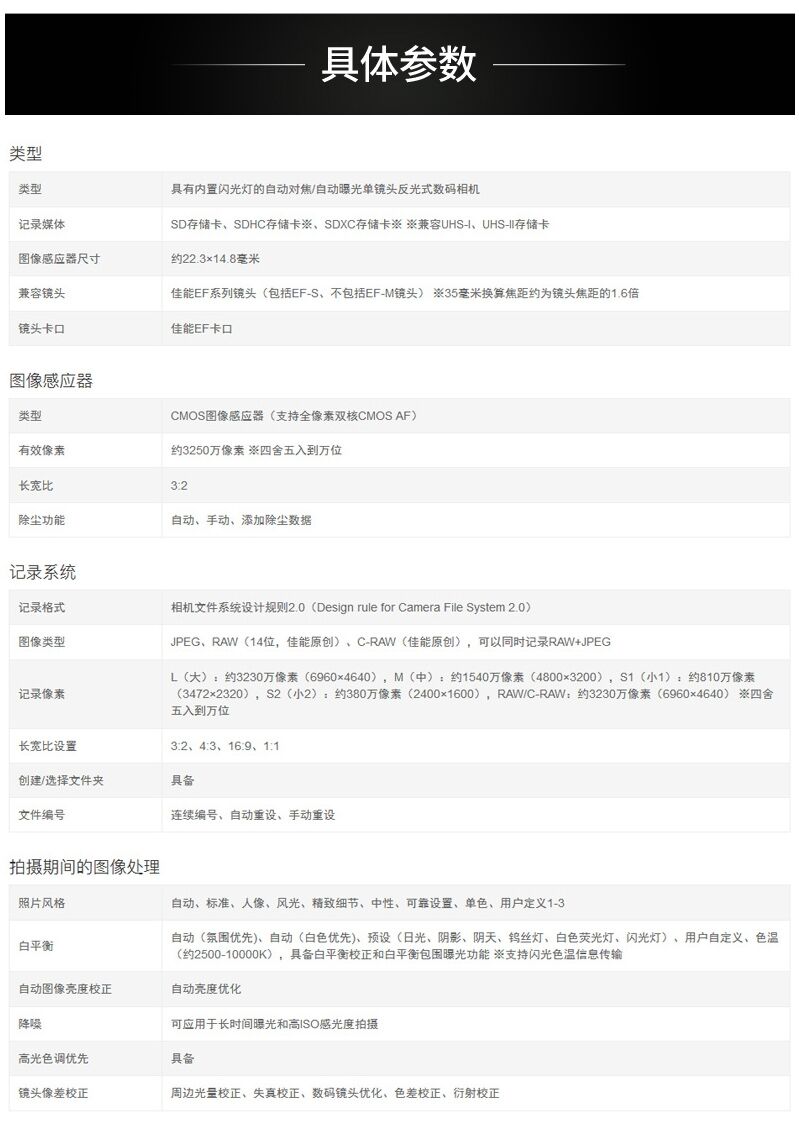 具体参数
类型
类型 具有内置闪光灯的自动对焦/自动曝光单镜头反光式数码相机
记录媒体 SD存储卡、SDHC存储卡※、SDXC存储卡※ ※兼容UHS-I、UHS-II存储卡
图像感应器尺寸 约22.3×14.8毫米
兼容镜头 佳能EF系列镜头（包括EF-S、不包括EF-M镜头） ※35毫米换算焦距约为镜头焦距的1.6倍
镜头卡口 佳能EF卡口
图像感应器
类型 CMOS图像感应器（支持全像素双核CMOS AF）
有效像素 约3250万像素 ※四舍五入到万位
长宽比 3:2
除尘功能 自动、手动、添加除尘数据
记录系统
记录格式 相机文件系统设计规则2.0（Design rule for Camera File System 2.0）
图像类型 JPEG、RAW（14位，佳能原创）、C-RAW（佳能原创），可以同时记录RAW+JPEG
记录像素 L（大）：约3230万像素（6960×4640），M（中）：约1540万像素（4800×3200），S1（小1）：约810万像素
（3472×2320），S2（小2）：约380万像素（2400×1600），RAW/C-RAW：约3230万像素（6960×4640） ※四舍
五入到万位
长宽比设置 3:2、4:3、16:9、1:1
创建/选择文件夹 具备
文件编号 连续编号、自动重设、手动重设
拍摄期间的图像处理
照片风格 自动、标准、人像、风光、精致细节、中性、可靠设置、单色、用户定义1-3
白平衡 自动（氛围优先）、自动（白色优先)、预设（日光、阴影、阴天、钨丝灯、白色荧光灯、闪光灯）、用户自定义、色温
（约2500-10000K），具备白平衡校正和白平衡包围曝光功能 ※支持闪光色温信息传输
自动图像亮度校正 自动亮度优化
降噪 可应用于长时间曝光和高ISO感光度拍摄
高光色调优先 具备
镜头像差校正 周边光量校正、失真校正、数码镜头优化、色差校正、衍射校正